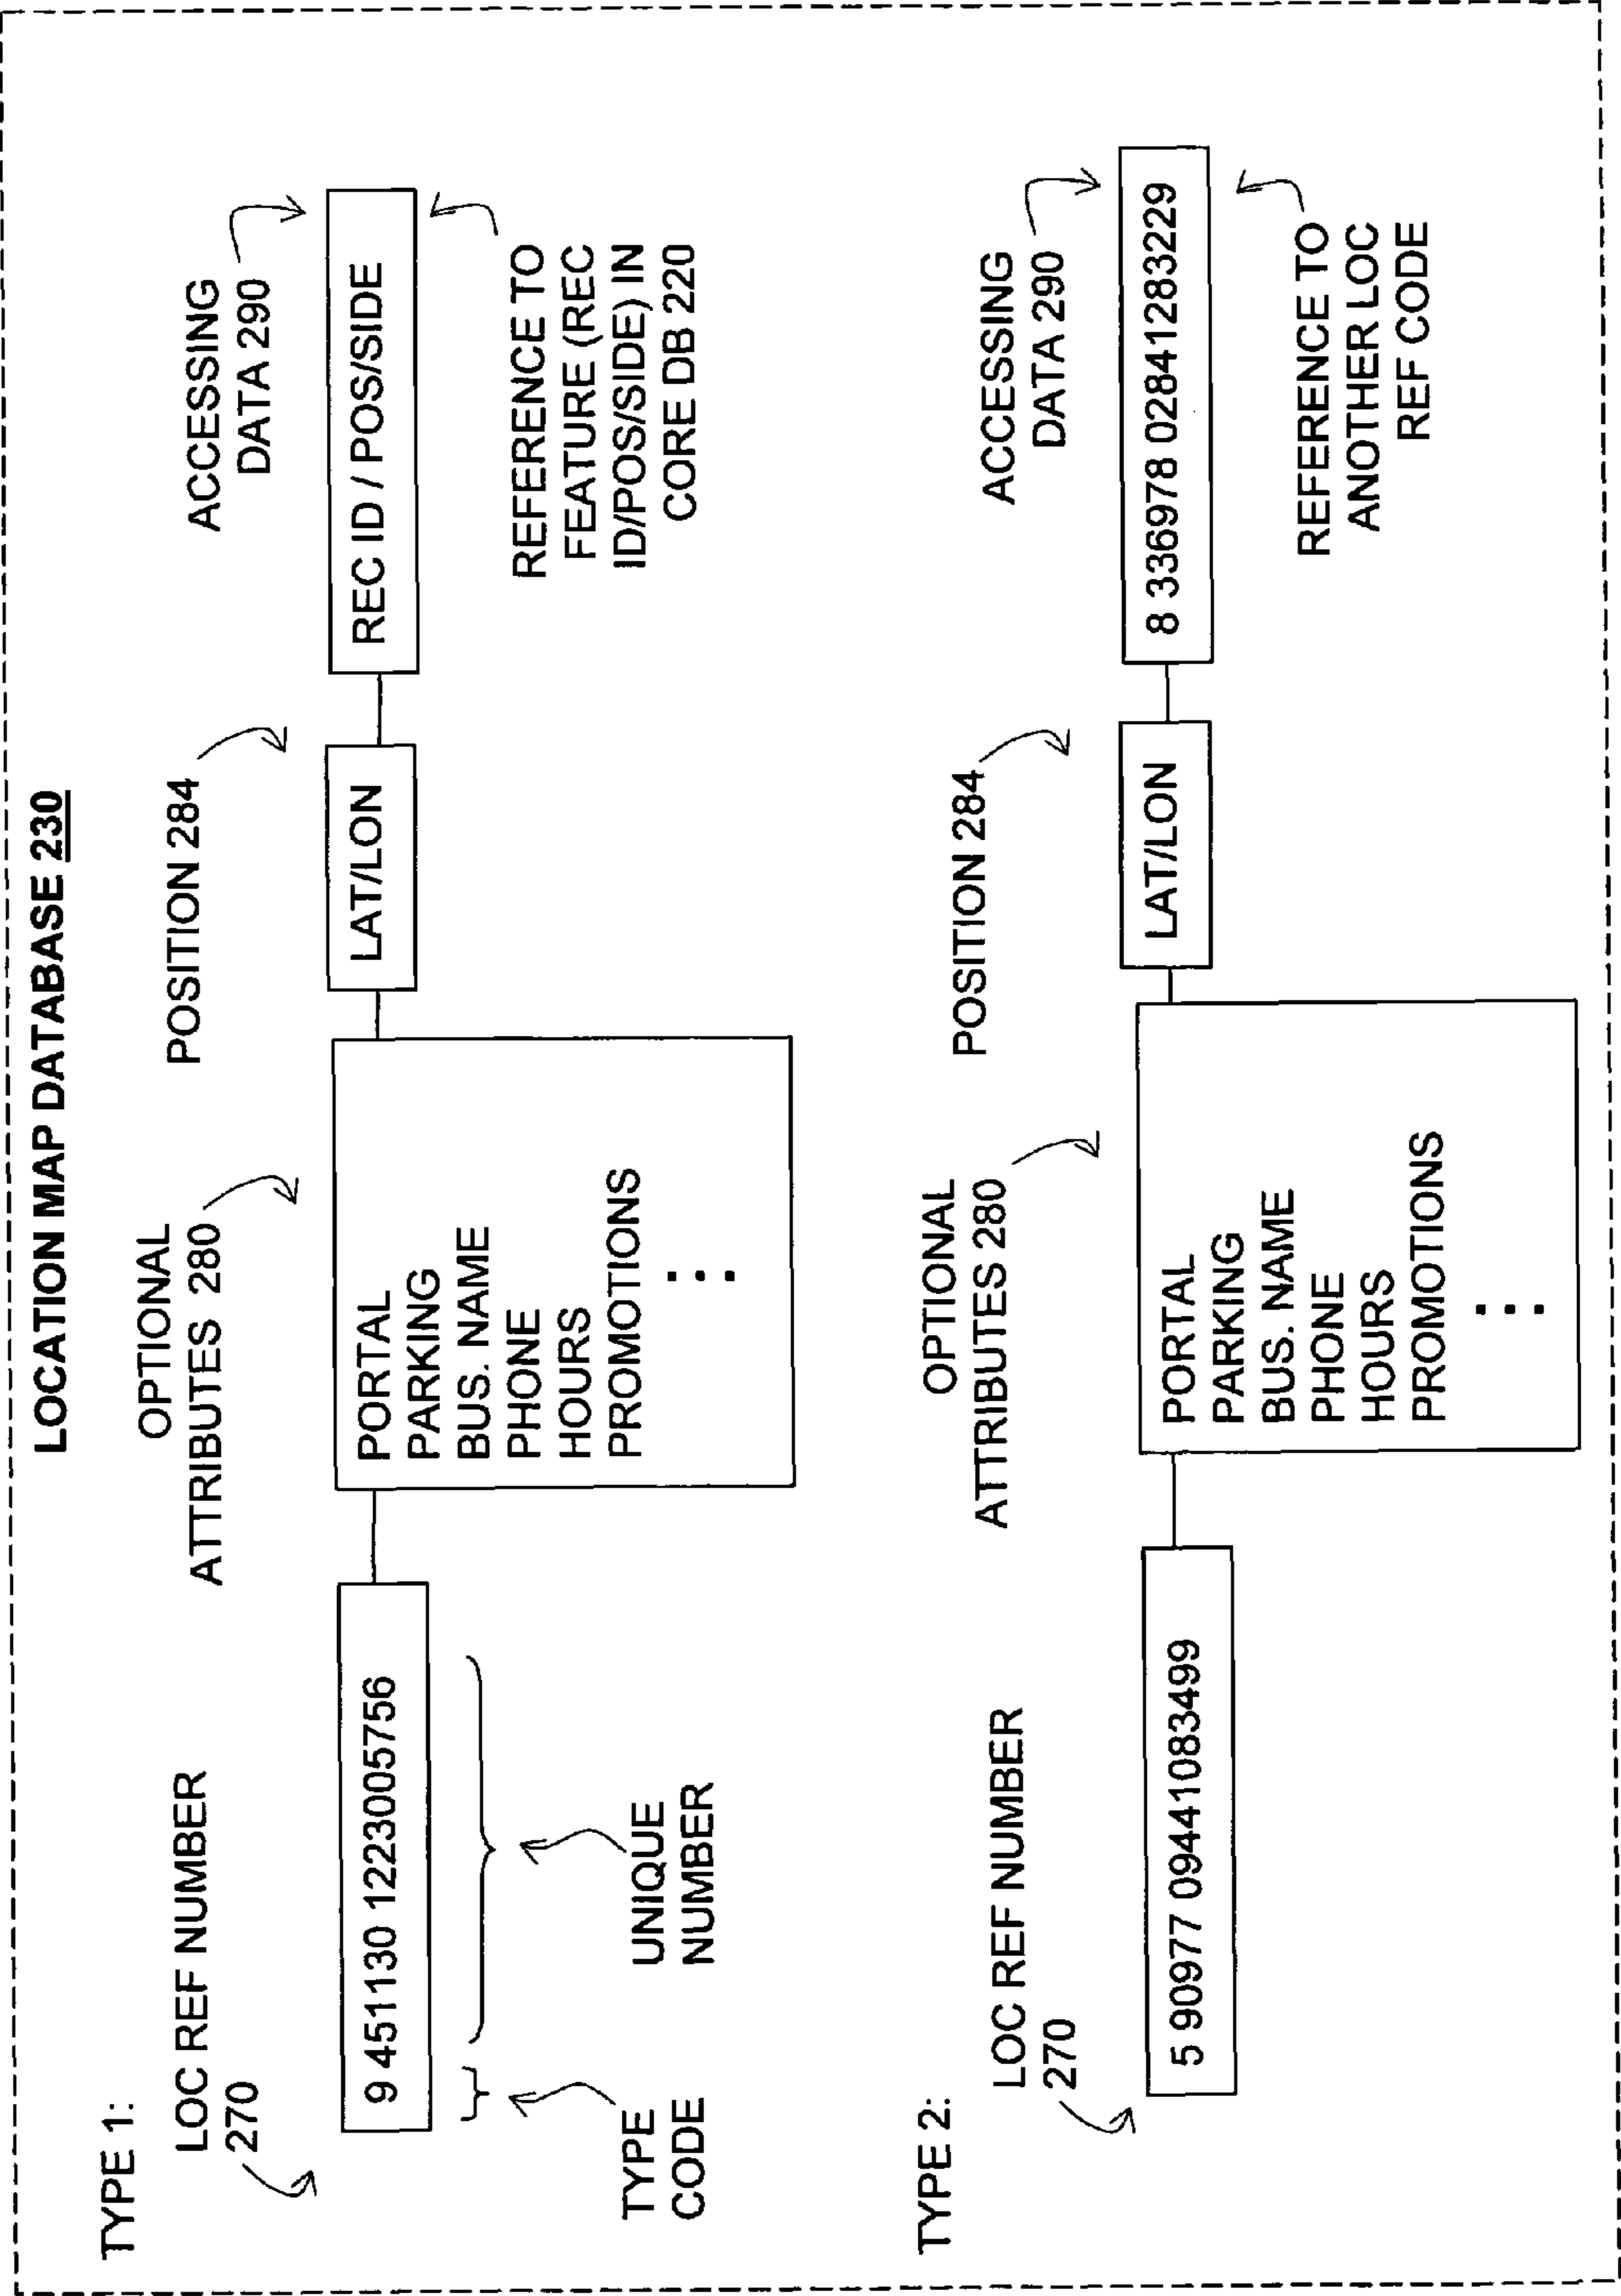 LOCATION MAP DATABASE 230
TYPE 1:
LOC REF NUMBER
270
9 451130 1223005756
TYPE
CODE
UNIQUE
NUMBER
OPTIONAL
ATTRIBUTES 280
PORTAL
PARKING
BUS. NAME
PHONE
HOURS
PROMOTIONS
POSITION 284
LAT/LON
ACCESSING
DATA 290
REC ID / POS/SIDE
REFERENCE TO
FEATURE (REC
ID/POS/SIDE) IN
CORE DB 220
TYPE 2:
LOC REF NUMBER
270
5 90977 09441083499
OPTIONAL
ATTRIBUTES 280
PORTAL
PARKING
BUS. NAME
PHONE
HOURS
PROMOTIONS
POSITION 284
LAT/LON
ACCESSING
DATA 290
8 336978 02841283229
REFERENCE TO
ANOTHER LOC
REF CODE